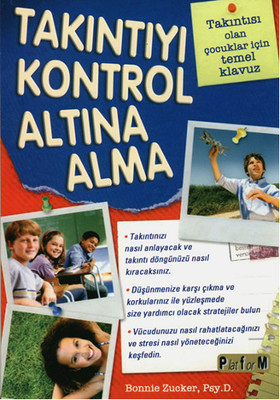 TAKINTIYI
KONTROL
ALTINA
ALMA
Takıntısı
olan
çocuklar için
temel
klavuz
• Takıntınızı
nasıl anlayacak ve
takıntı döngünüzü nasıl
kıracaksınız.
• Düşünmenize karşı çıkma ve
korkularınız ile yüzleşmede
size yardımcı olacak stratejiler bulun
• Vücudunuzu nasıl rahatlatacağınızı
ve stresi nasıl yöneteceğinizi
keşfedin.
Platform
Bonnie Zucker, Psy.D.